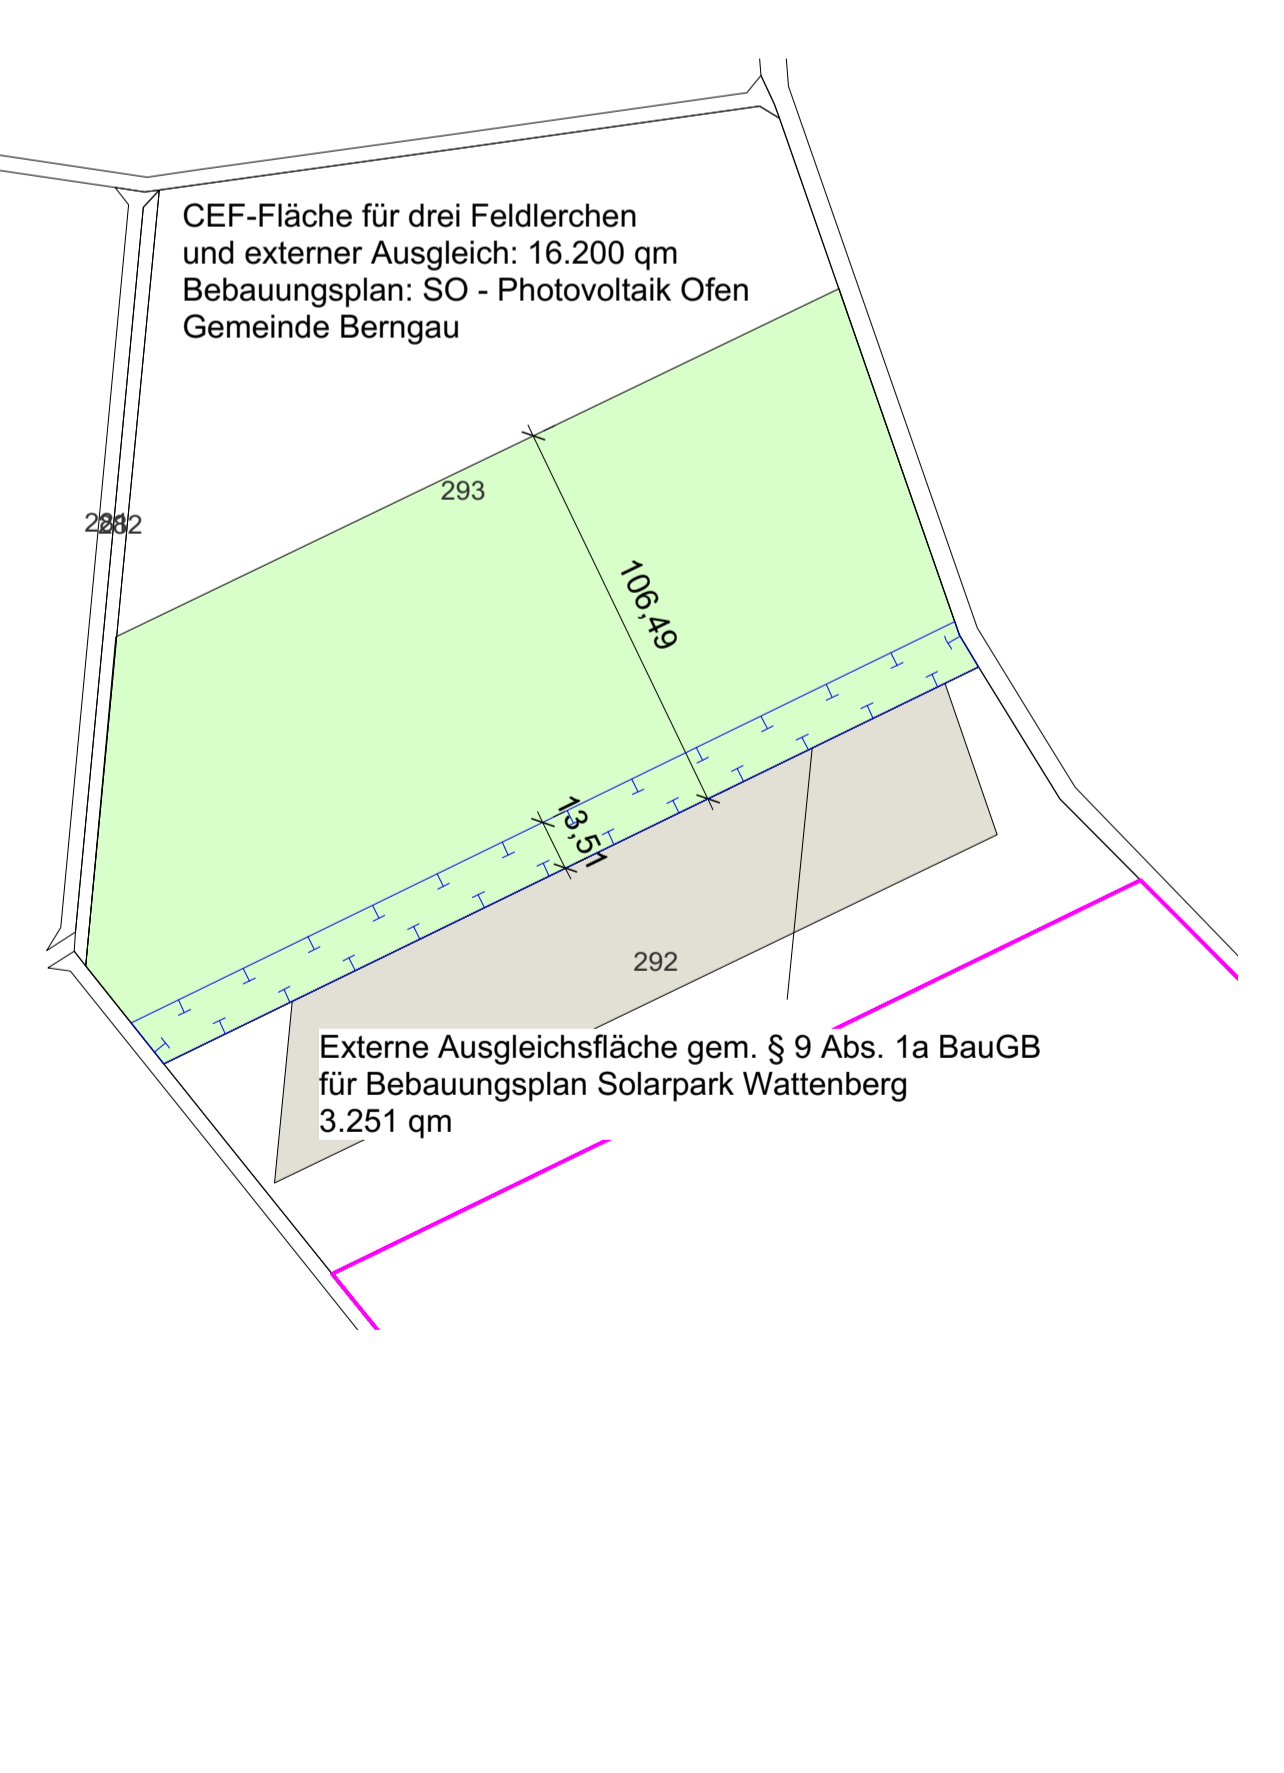 CEF-Fläche für drei Feldlerchen
und externer Ausgleich: 16.200 qm
Bebauungsplan: SO - Photovoltaik Ofen
Gemeinde Berngau
293
282
106,49
13,51
292
Externe Ausgleichsfläche gem. § 9 Abs. 1a BauGB
für Bebauungsplan Solarpark Wattenberg
3.251 qm